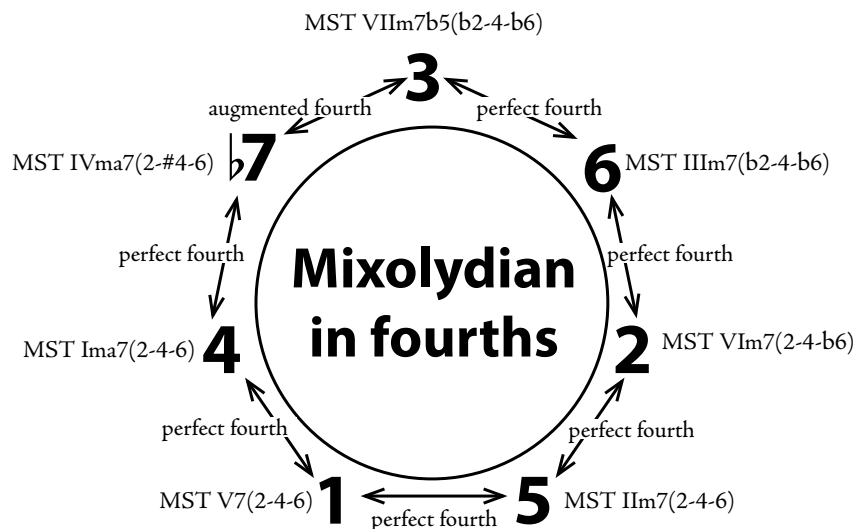 MST VIIm7b5(b2-4-b6)
3
augmented fourth
perfect fourth
MST IVma7(2-#4-6) ♭7
6 MST IIIm7(b2-4-b6)
perfect fourth
perfect fourth
Mixolydian
in fourths
MST Ima7(2-4-6) 4
2 MST VIm7(2-4-b6)
perfect fourth
perfect fourth
MST V7(2-4-6) 1
5 MST IIm7(2-4-6)
perfect fourth